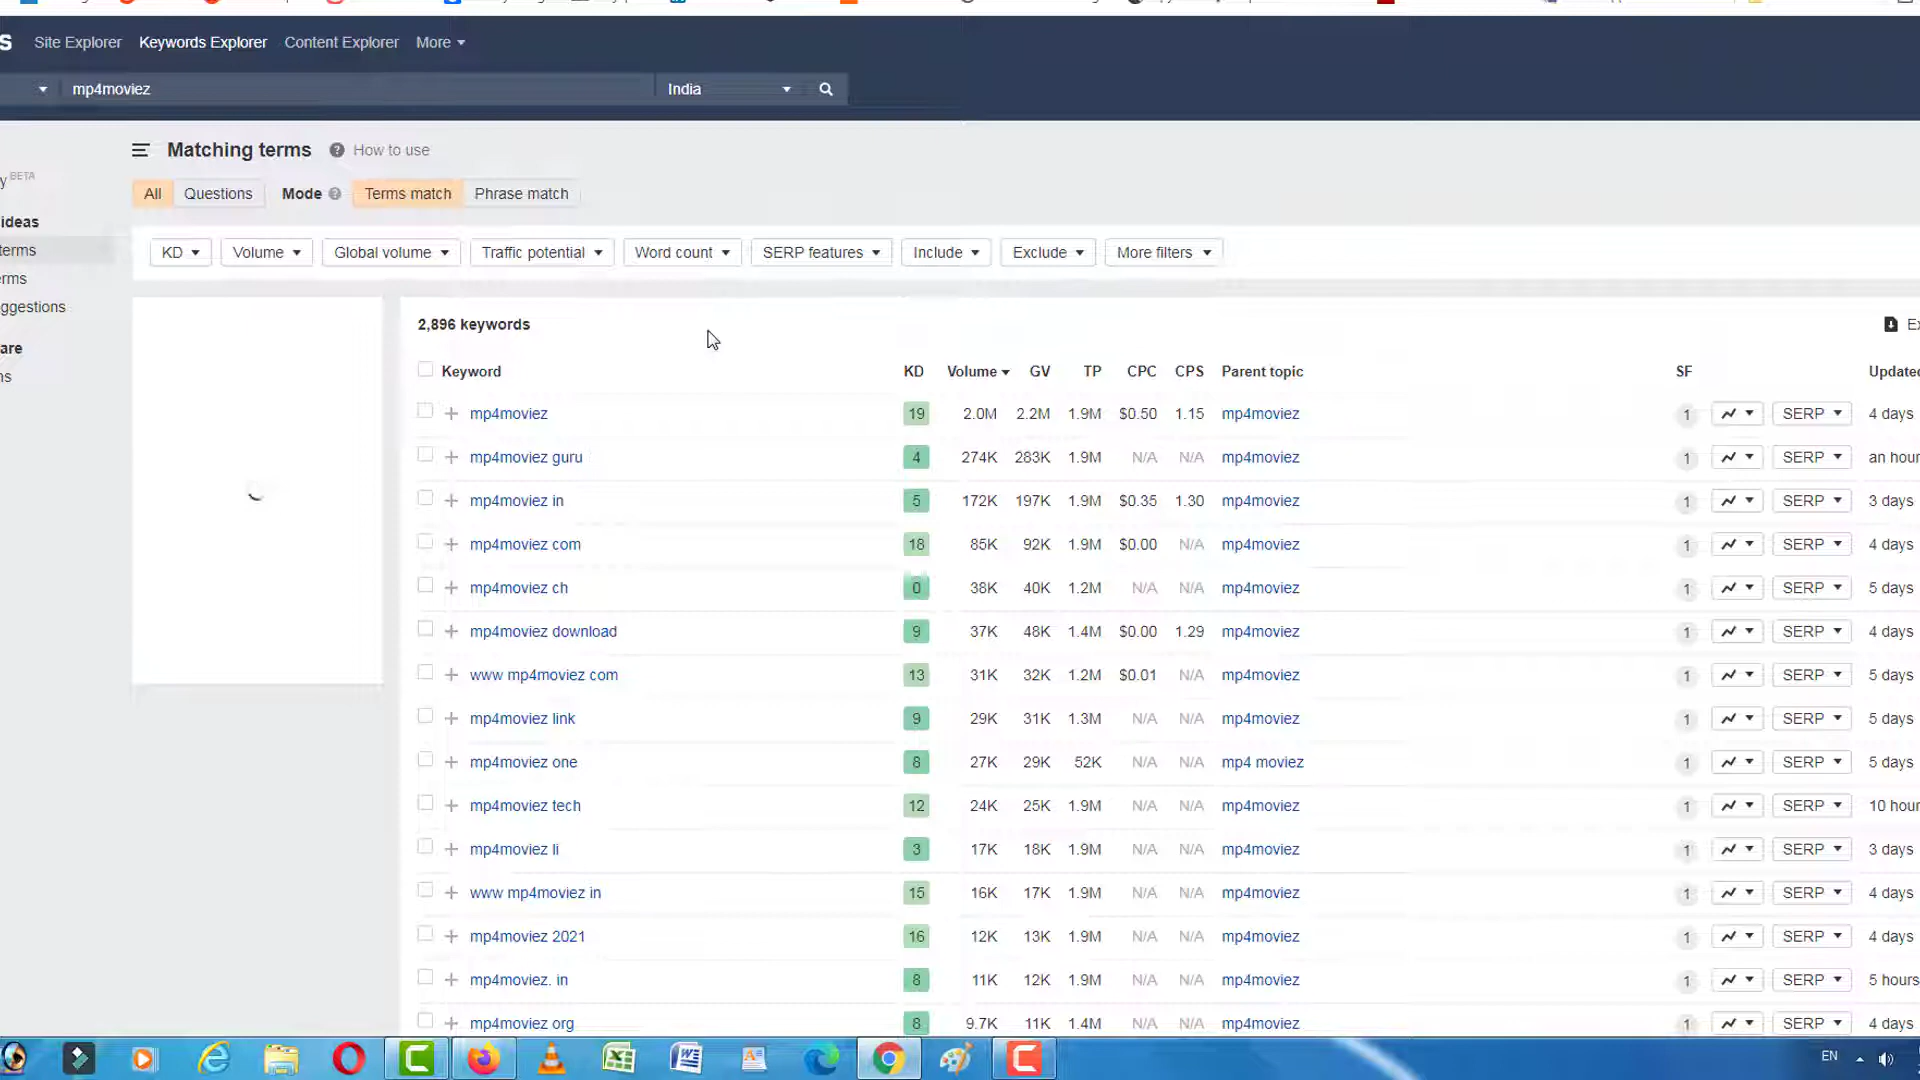 s Site Explorer Keywords Explorer Content Explorer More
mp4moviez India
Matching terms How to use
y BETA
All Questions Mode Terms match Phrase match
ideas
terms
KD Volume Global volume Traffic potential Word count SERP features Include Exclude More filters
rms
ggestions
2,896 keywords Ex
are
ns
Keyword KD Volume GV TP CPC CPS Parent topic SF Updated
mp4moviez 19 2.0M 2.2M 1.9M $0.50 1.15 mp4moviez 1 SERP 4 days
mp4moviez guru 4 274K 283K 1.9M N/A N/A mp4moviez 1 SERP an hour
mp4moviez in 5 172K 197K 1.9M $0.35 1.30 mp4moviez 1 SERP 3 days
mp4moviez com 18 85K 92K 1.9M $0.00 N/A mp4moviez 1 SERP 4 days
mp4moviez ch 0 38K 40K 1.2M N/A N/A mp4moviez 1 SERP 5 days
mp4moviez download 9 37K 48K 1.4M $0.00 1.29 mp4moviez 1 SERP 4 days
www mp4moviez com 13 31K 32K 1.2M $0.01 N/A mp4moviez 1 SERP 5 days
mp4moviez link 9 29K 31K 1.3M N/A N/A mp4moviez 1 SERP 5 days
mp4moviez one 8 27K 29K 52K N/A N/A mp4 moviez 1 SERP 5 days
mp4moviez tech 12 24K 25K 1.9M N/A N/A mp4moviez 1 SERP 10 hour
mp4moviez li 3 17K 18K 1.9M N/A N/A mp4moviez 1 SERP 3 days
www mp4moviez in 15 16K 17K 1.9M N/A N/A mp4moviez 1 SERP 4 days
mp4moviez 2021 16 12K 13K 1.9M N/A N/A mp4moviez 1 SERP 4 days
mp4moviez. in 8 11K 12K 1.9M N/A N/A mp4moviez 1 SERP 5 hours
mp4moviez org 8 9.7K 11K 1.4M N/A N/A mp4moviez 1 SERP 4 days
EN